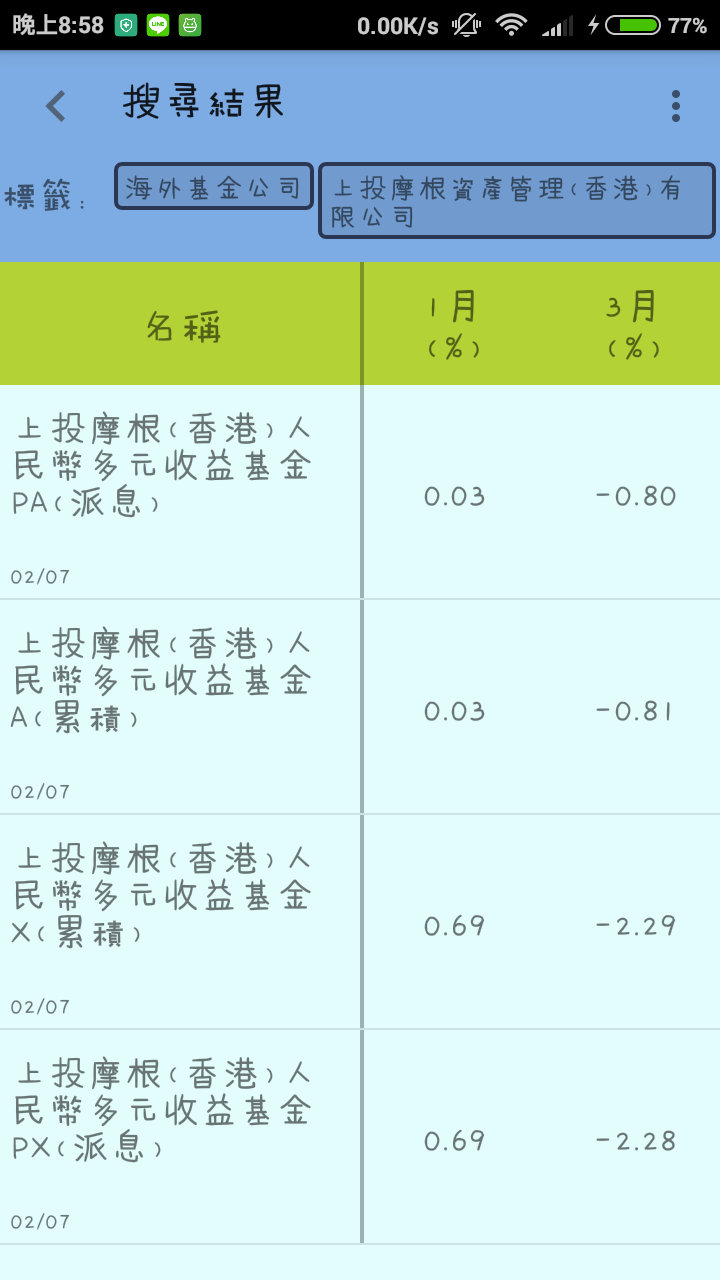 晚上8:58
LINE
0.00K/s
77%
搜尋結果
標籤:
海外基金公司
上投摩根資產管理(香港)有
限公司
名稱
1月
(%)
3月
(%)
上投摩根(香港)人
民幣多元收益基金
PA(派息)
02/07
0.03
-0.80
上投摩根(香港)人
民幣多元收益基金
A(累積)
02/07
0.03
-0.81
上投摩根(香港)人
民幣多元收益基金
X(累積)
02/07
0.69
-2.29
上投摩根(香港)人
民幣多元收益基金
PX(派息)
02/07
0.69
-2.28